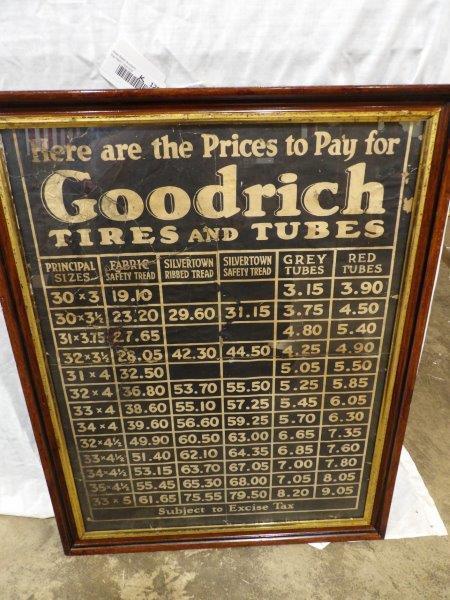 Here are the Prices to Pay for
Goodrich
TIRES AND TUBES
PRINCIPAL SIZES FABRIC SAFETY TREAD SILVERTOWN RIBBED TREAD SILVERTOWN SAFETY TREAD GREY TUBES RED TUBES
30 x 3 19.10 3.15 3.90
30 x 3½ 23.20 29.60 31.15 3.75 4.50
31 x 3.75 27.65 4.80 5.40
32 x 3½ 28.05 42.30 44.50 4.25 4.90
31 x 4 32.50 5.05 5.50
32 x 4 36.80 53.70 55.50 5.25 5.85
33 x 4 38.60 55.10 57.25 5.45 6.05
34 x 4 39.60 56.60 59.25 5.70 6.30
32 x 4½ 49.90 60.50 63.00 6.65 7.35
33 x 4½ 51.40 62.10 64.35 6.85 7.60
34 x 4½ 53.15 63.70 67.05 7.00 7.80
35 x 4½ 55.45 65.30 68.00 7.05 8.05
33 x 5 61.65 75.55 79.50 8.20 9.05
Subject to Excise Tax